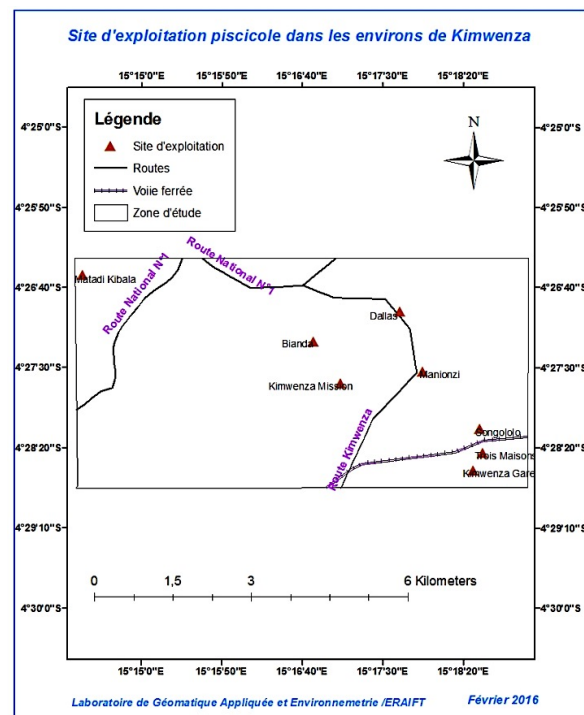 Site d'exploitation piscicole dans les environs de Kimwenza
15°15'0"E 15°15'0"E 15°16'40"E 15°17'30"E 15°18'20"E
4°25'0"S 4°25'0"S
Légende
Site d'exploitation
Routes
Voiie ferrée
Zone d'étude
N
4°25'50"S 4°25'50"S
Route National N°1
Route National N°1
4°26'40"S 4°26'40"S
Matadi Kibala
Dallas
Bianda
4°27'30"S 4°27'30"S
Manionzi
Kimwenza Mission
Route Kimwenza
Songololo
4°28'20"S 4°28'20"S
Trois Maisons
Kimwenza Gare
4°29'10"S 4°29'10"S
0 1,5 3 6 Kilometers
4°30'0"S 4°30'0"S
15°15'0"E 15°15'0"E 15°16'40"E 15°17'30"E 15°18'20"E
Laboratoire de Géomatique Appliquée et Environnemetrie /ERAIFT Février 2016